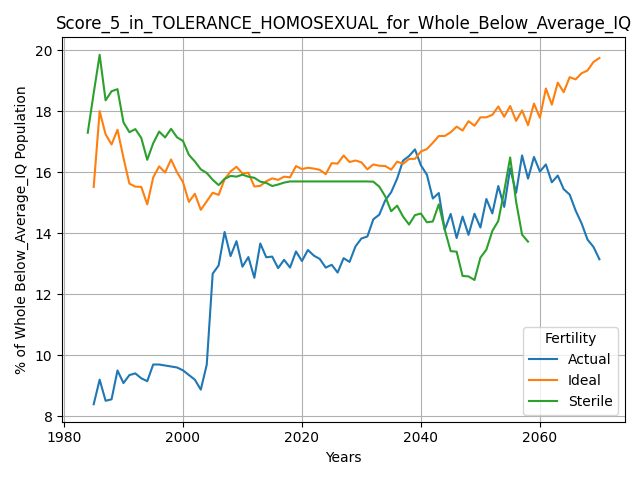 Score_5_in_TOLERANCE_HOMOSEXUAL_for_Whole_Below_Average_IQ
% of Whole Below_Average_IQ Population
20
18
16
14
12
10
8
1980
2000
2020
2040
2060
Years
Fertility
Actual
Ideal
Sterile